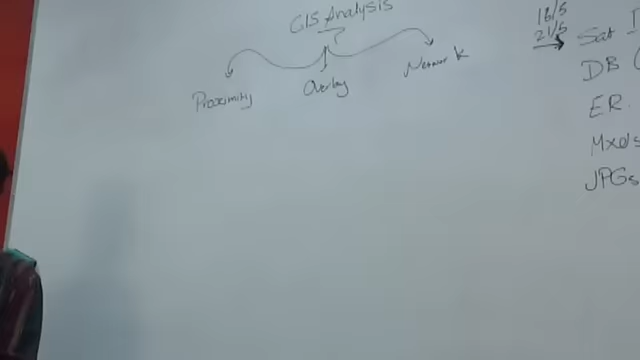 GIS Analysis
Proximity
Overlay
Network
16/5
21/5
Sat
DB
ER.
Mxds
JPGs